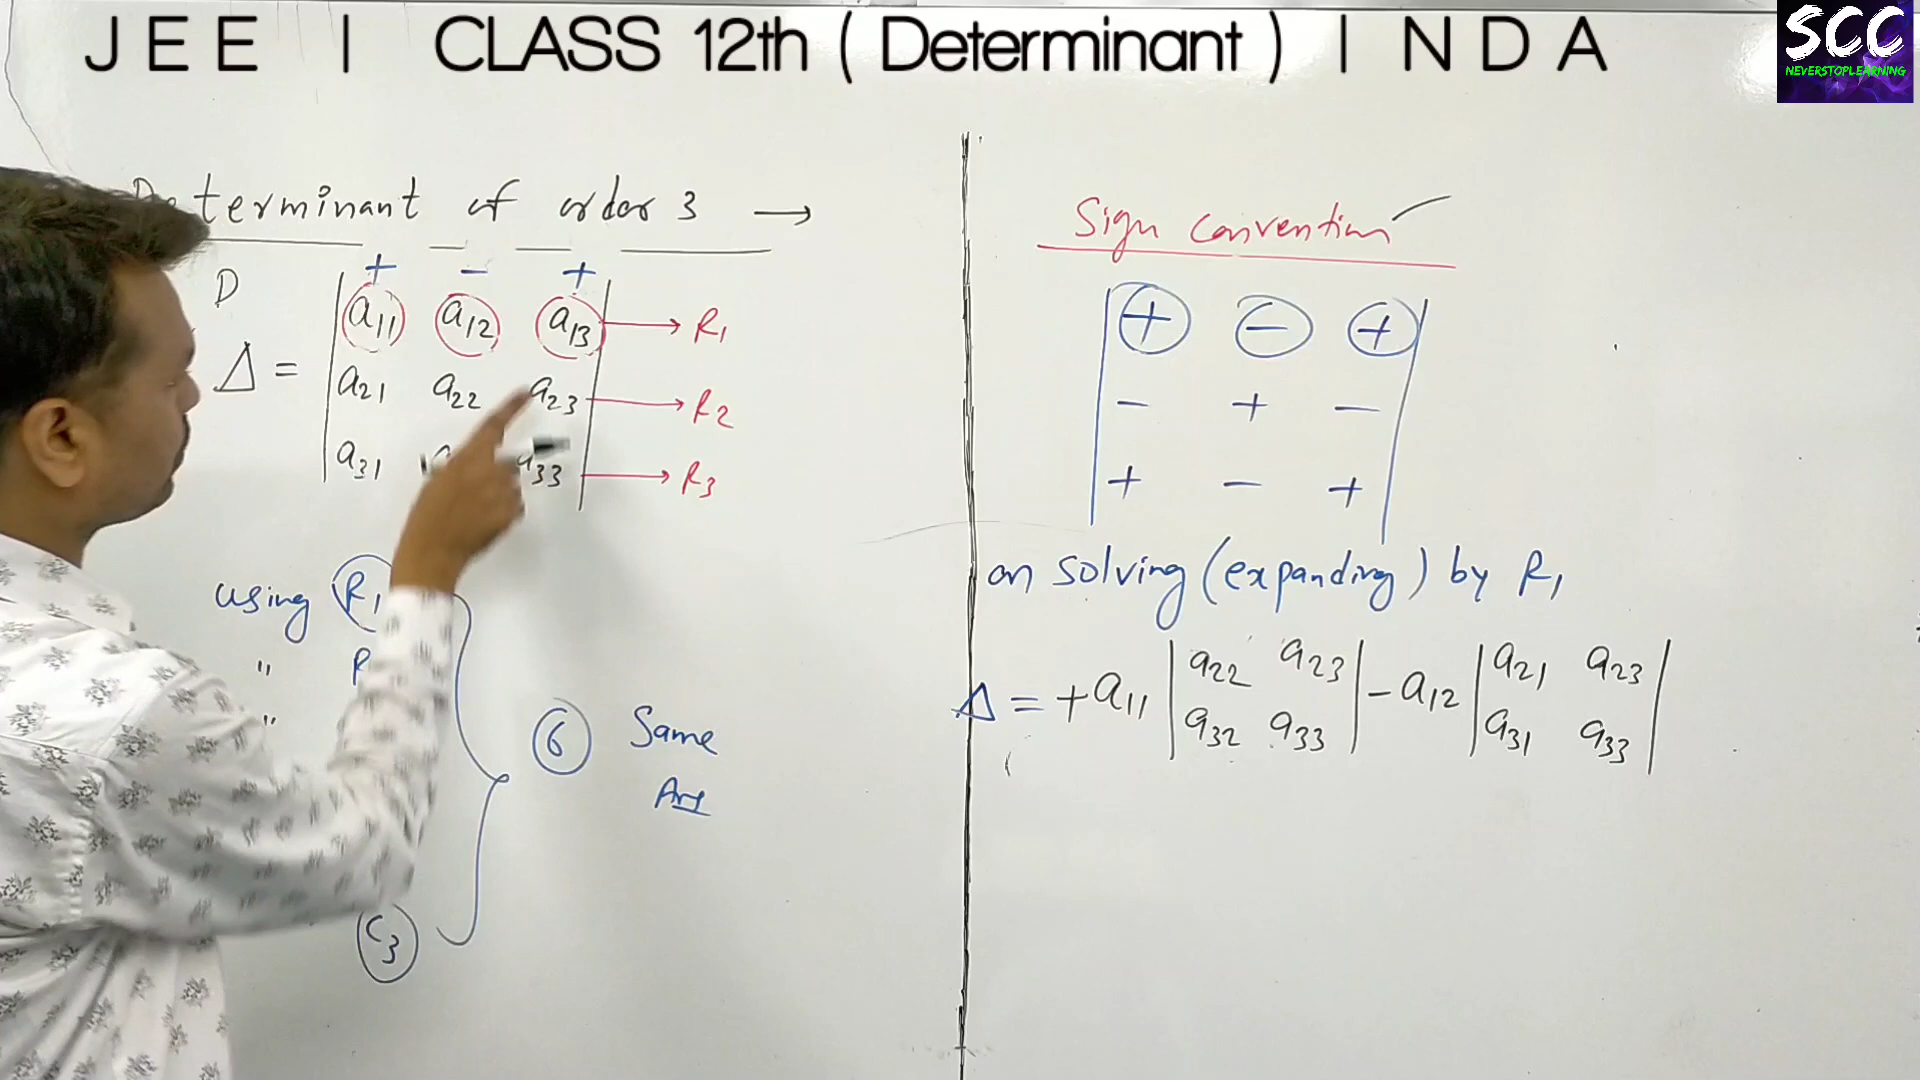 JEE | CLASS 12th ( Determinant ) | NDA
SCC
NEVERSTOPLEARNING
Determinant of order 3 →
+ - +
D
Δ = | a11 a12 a13 | → R1
a21 a22 a23 → R2
a31 a33 → R3
using R1
"
"
C3
6 Same
Ans
Sign Convention
+ - +
- + -
+ - +
on solving (expanding) by R1
Δ = +a11 | a22 a23 | - a12 | a21 a23 |
a32 a33 a31 a33